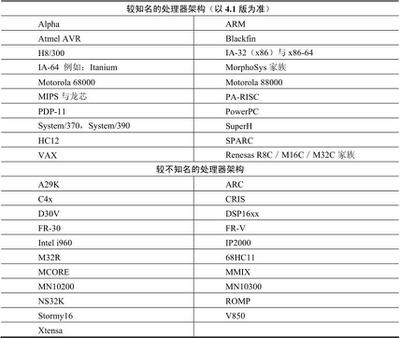 较知名的处理器架构（以 4.1 版为准）
Alpha ARM
Atmel AVR Blackfin
H8/300 IA-32（x86）与 x86-64
IA-64 例如：Itanium MorphoSys 家族
Motorola 68000 Motorola 88000
MIPS 与龙芯 PA-RISC
PDP-11 PowerPC
System/370，System/390 SuperH
HC12 SPARC
VAX Renesas R8C／M16C／M32C 家族
较不知名的处理器架构
A29K ARC
C4x CRIS
D30V DSP16xx
FR-30 FR-V
Intel i960 IP2000
M32R 68HC11
MCORE MMIX
MN10200 MN10300
NS32K ROMP
Stormy16 V850
Xtensa